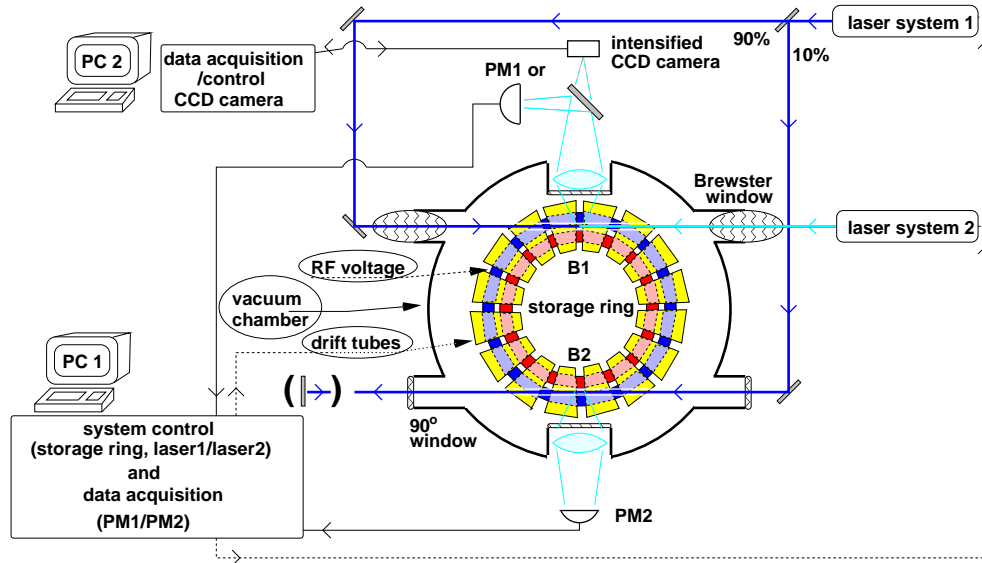 laser system 1
90%
10%
intensified
CCD camera
PC 2
data acquisition
/control
CCD camera
PM1 or
Brewster
window
laser system 2
RF voltage
B1
vacuum
chamber
storage ring
drift tubes
PC 1
B2
( )
90o
window
system control
(storage ring, laser1/laser2)
and
data acquisition
(PM1/PM2)
PM2